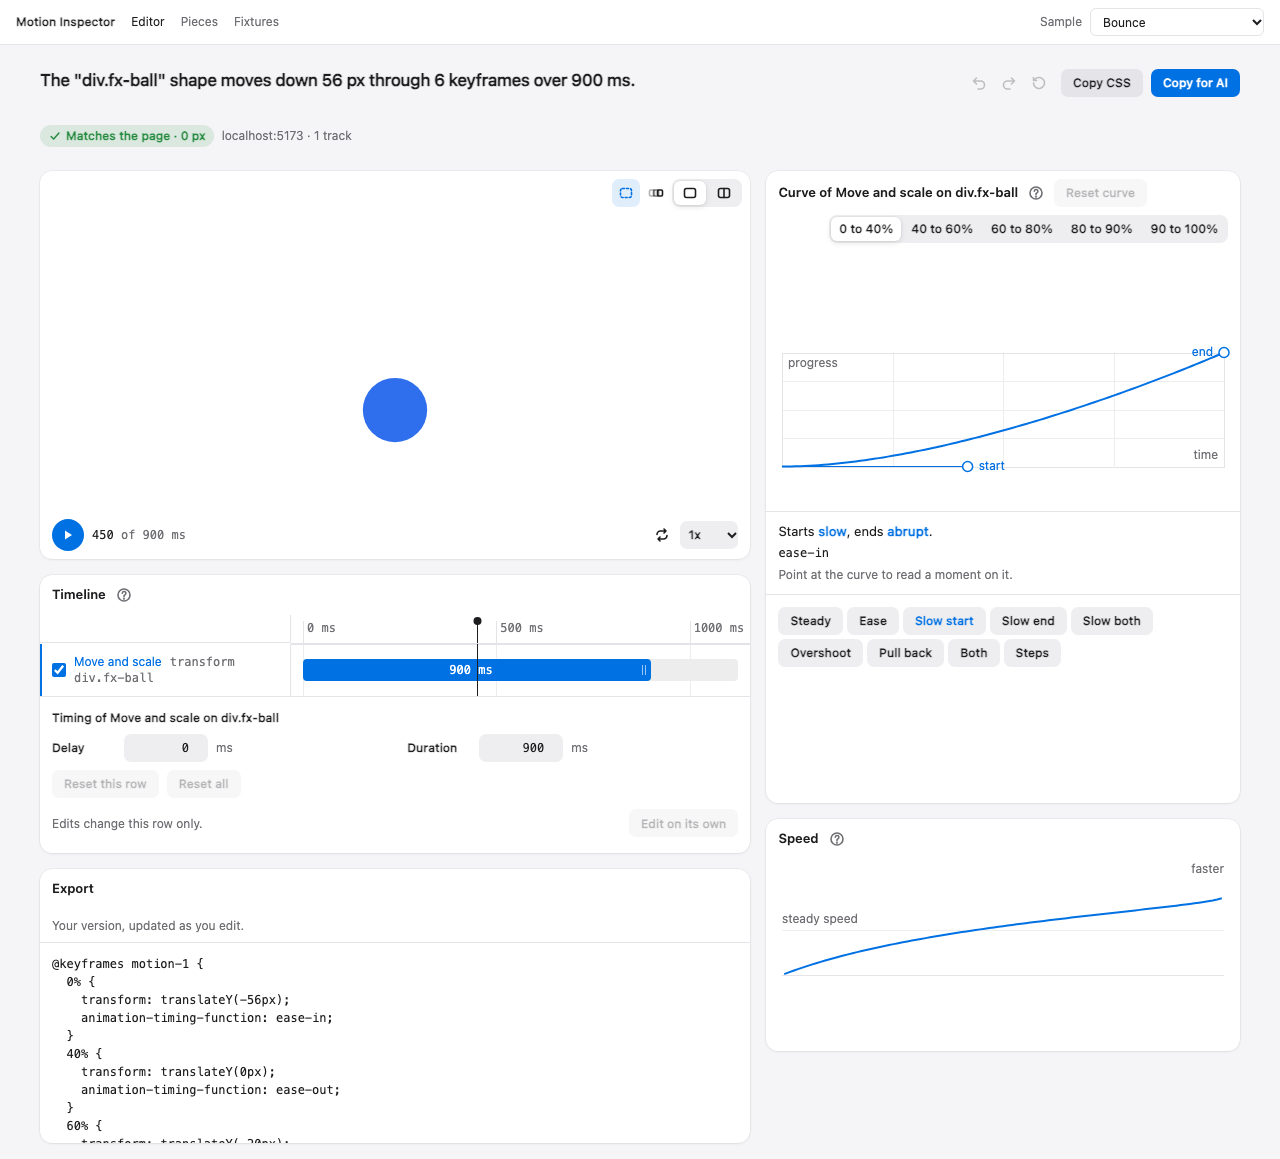 Motion Inspector Editor Pieces Fixtures Sample Bounce
The "div.fx-ball" shape moves down 56 px through 6 keyframes over 900 ms.
Copy CSS Copy for AI
Matches the page · 0 px localhost:5173 · 1 track
450 of 900 ms 1x
Timeline
0 ms 500 ms 1000 ms
Move and scale transform
div.fx-ball
900 ms
Timing of Move and scale on div.fx-ball
Delay 0 ms Duration 900 ms
Reset this row Reset all
Edits change this row only. Edit on its own
Export
Your version, updated as you edit.
@keyframes motion-1 {
0% {
transform: translateY(-56px);
animation-timing-function: ease-in;
}
40% {
transform: translateY(0px);
animation-timing-function: ease-out;
}
60% {
transform: translateY(-20px);
Curve of Move and scale on div.fx-ball Reset curve
0 to 40% 40 to 60% 60 to 80% 80 to 90% 90 to 100%
end
progress
time
start
Starts slow, ends abrupt.
ease-in
Point at the curve to read a moment on it.
Steady Ease Slow start Slow end Slow both
Overshoot Pull back Both Steps
Speed
faster
steady speed